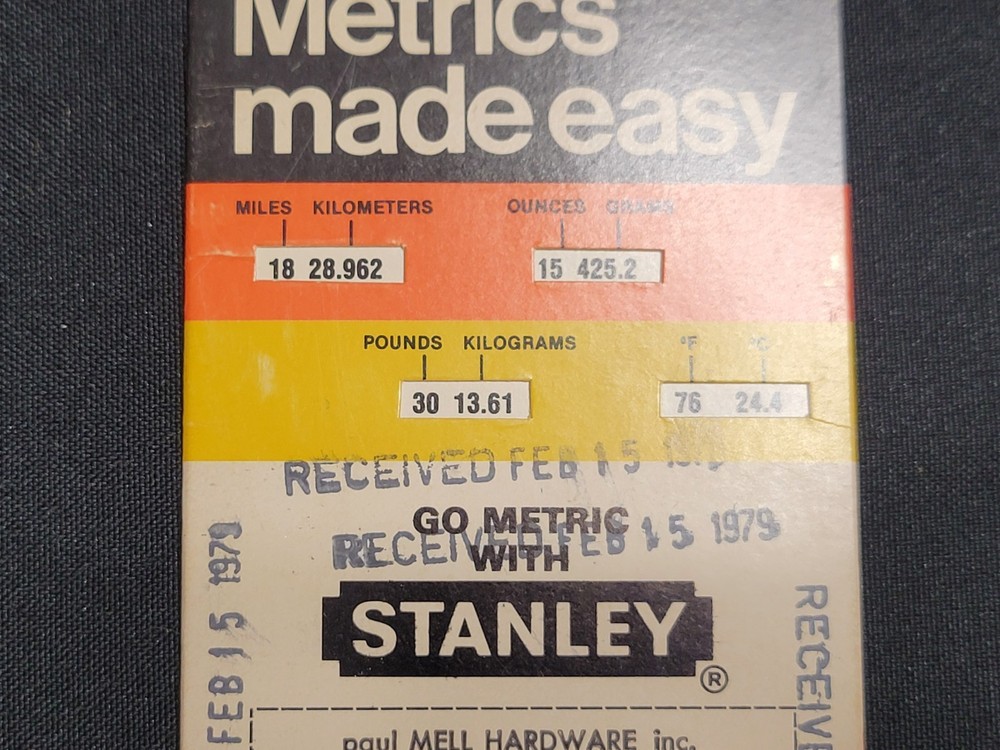 Metrics
made easy
MILES KILOMETERS OUNCES GRAMS
18 28.962 15 425.2
POUNDS KILOGRAMS °F °C
30 13.61 76 24.4
RECEIVED FEB 15 1979
GO METRIC
RECEIVED FEB 15 1979
WITH
STANLEY
®
FEB 15 1979
RECEIV
paul MELL HARDWARE inc.